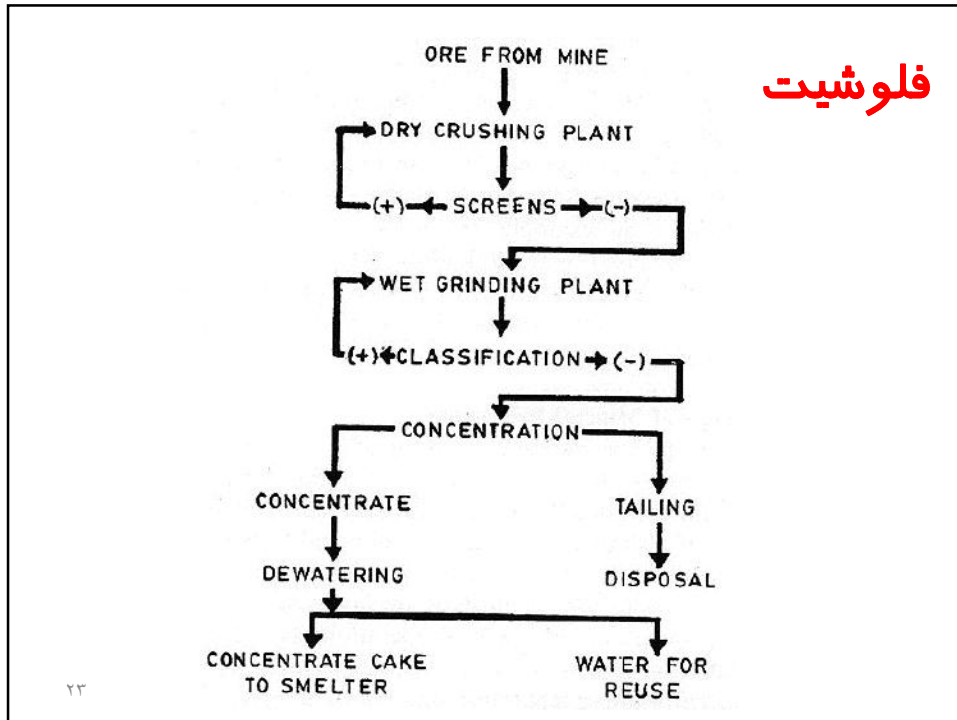 فلوشیت
ORE FROM MINE
DRY CRUSHING PLANT
(+) SCREENS (-)
WET GRINDING PLANT
(+) CLASSIFICATION (-)
CONCENTRATION
CONCENTRATE TAILING
DEWATERING DISPOSAL
CONCENTRATE CAKE WATER FOR
TO SMELTER REUSE
۲۳